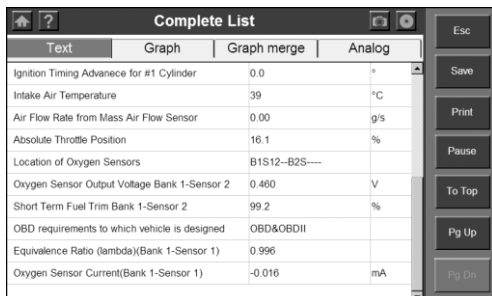 ? Complete List
Text Graph Graph merge Analog
Ignition Timing Advanece for #1 Cylinder 0.0 °
Intake Air Temperature 39 °C
Air Flow Rate from Mass Air Flow Sensor 0.00 g/s
Absolute Throttle Position 16.1 %
Location of Oxygen Sensors B1S12--B2S----
Oxygen Sensor Output Voltage Bank 1-Sensor 2 0.460 V
Short Term Fuel Trim Bank 1-Sensor 2 99.2 %
OBD requirements to which vehicle is designed OBD&OBDII
Equivalence Ratio (lambda)(Bank 1-Sensor 1) 0.996
Oxygen Sensor Current(Bank 1-Sensor 1) -0.016 mA
Esc
Save
Print
Pause
To Top
Pg Up
Pg Dn